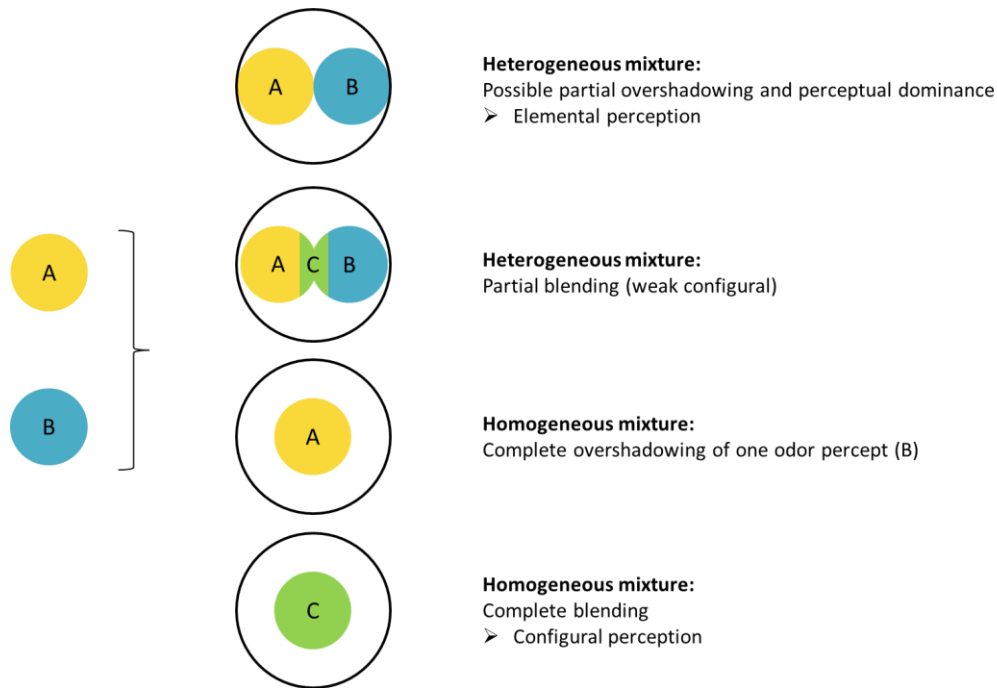 A B
Heterogeneous mixture:
Possible partial overshadowing and perceptual dominance
➢ Elemental perception
A C B
Heterogeneous mixture:
Partial blending (weak configural)
A
B
A
Homogeneous mixture:
Complete overshadowing of one odor percept (B)
C
Homogeneous mixture:
Complete blending
➢ Configural perception